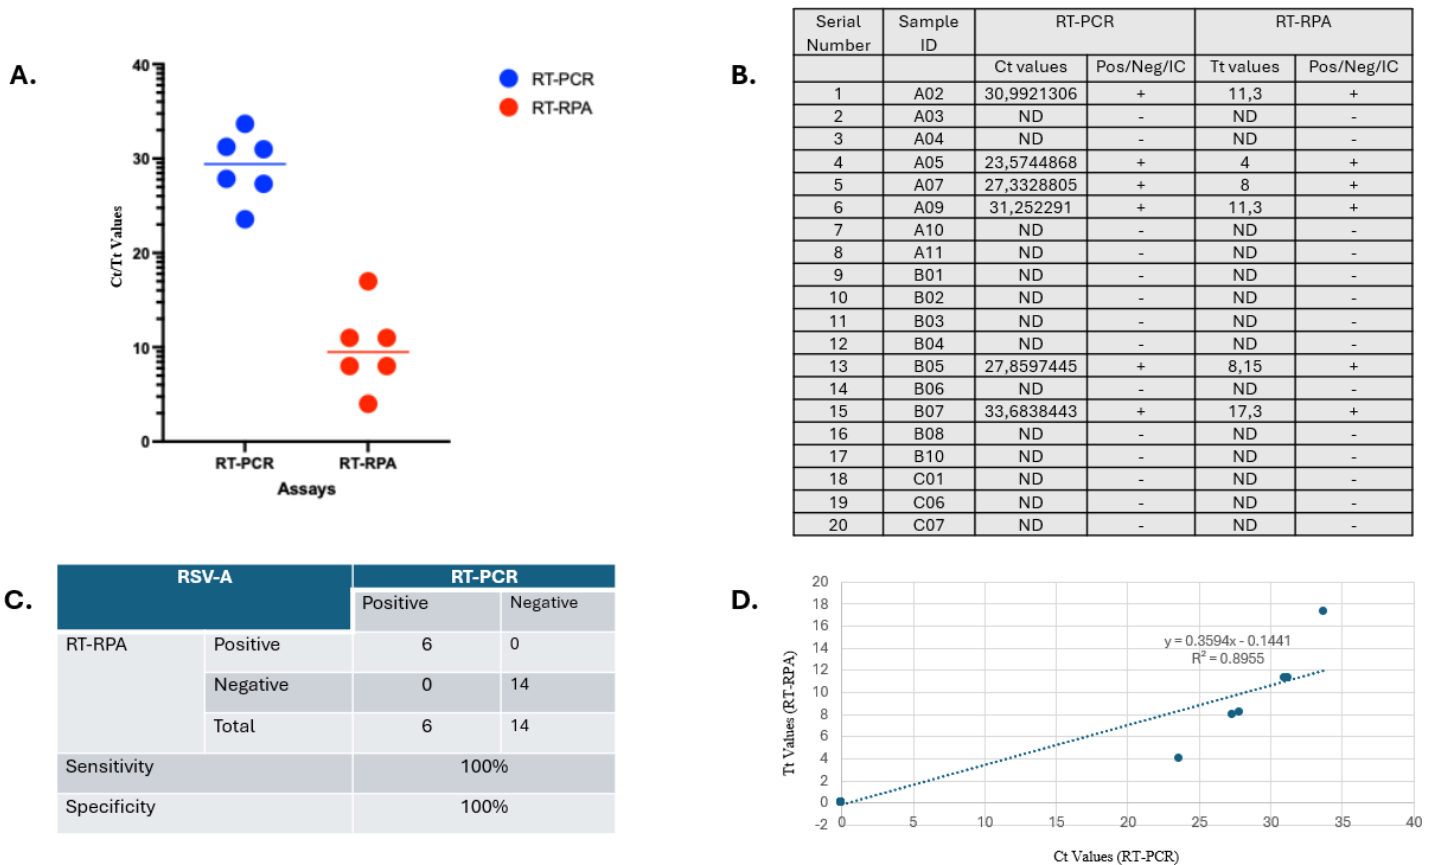 A.
40
30
20
10
0
Ct/Tt Values
RT-PCR
RT-RPA
Assays
RT-PCR
RT-RPA
B.
Serial Number Sample ID RT-PCR RT-RPA
Ct values Pos/Neg/IC Tt values Pos/Neg/IC
1 A02 30,9921306 + 11,3 +
2 A03 ND - ND -
3 A04 ND - ND -
4 A05 23,5744868 + 4 +
5 A07 27,3328805 + 8 +
6 A09 31,252291 + 11,3 +
7 A10 ND - ND -
8 A11 ND - ND -
9 B01 ND - ND -
10 B02 ND - ND -
11 B03 ND - ND -
12 B04 ND - ND -
13 B05 27,8597445 + 8,15 +
14 B06 ND - ND -
15 B07 33,6838443 + 17,3 +
16 B08 ND - ND -
17 B10 ND - ND -
18 C01 ND - ND -
19 C06 ND - ND -
20 C07 ND - ND -
C.
RSV-A RT-PCR
Positive Negative
RT-RPA Positive 6 0
Negative 0 14
Total 6 14
Sensitivity 100%
Specificity 100%
D.
20
18
16
14
12
10
8
6
4
2
0
-2
Tt Values (RT-RPA)
y = 0.3594x - 0.1441
R² = 0.8955
0 5 10 15 20 25 30 35 40
Ct Values (RT-PCR)